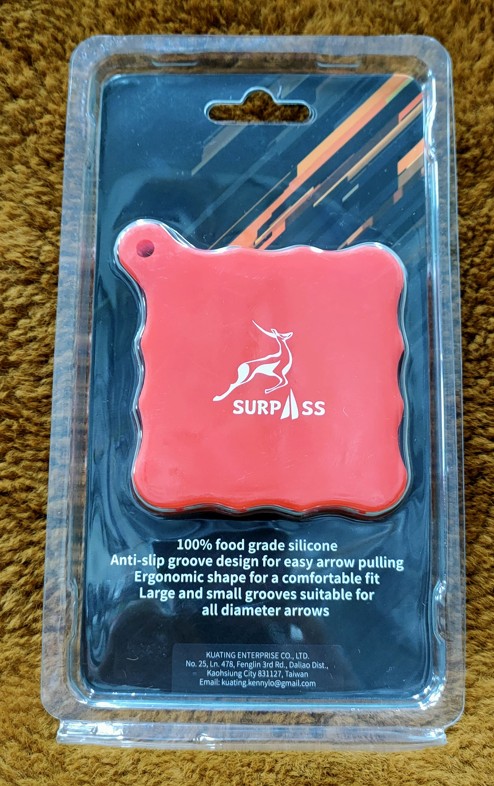 SURPASS
100% food grade silicone
Anti-slip groove design for easy arrow pulling
Ergonomic shape for a comfortable fit
Large and small grooves suitable for
all diameter arrows
KUATING ENTERPRISE CO., LTD.
No. 25, Ln. 478, Fenglin 3rd Rd., Daliao Dist.,
Kaohsiung City 831127, Taiwan
Email: kuating.kennylo@gmail.com